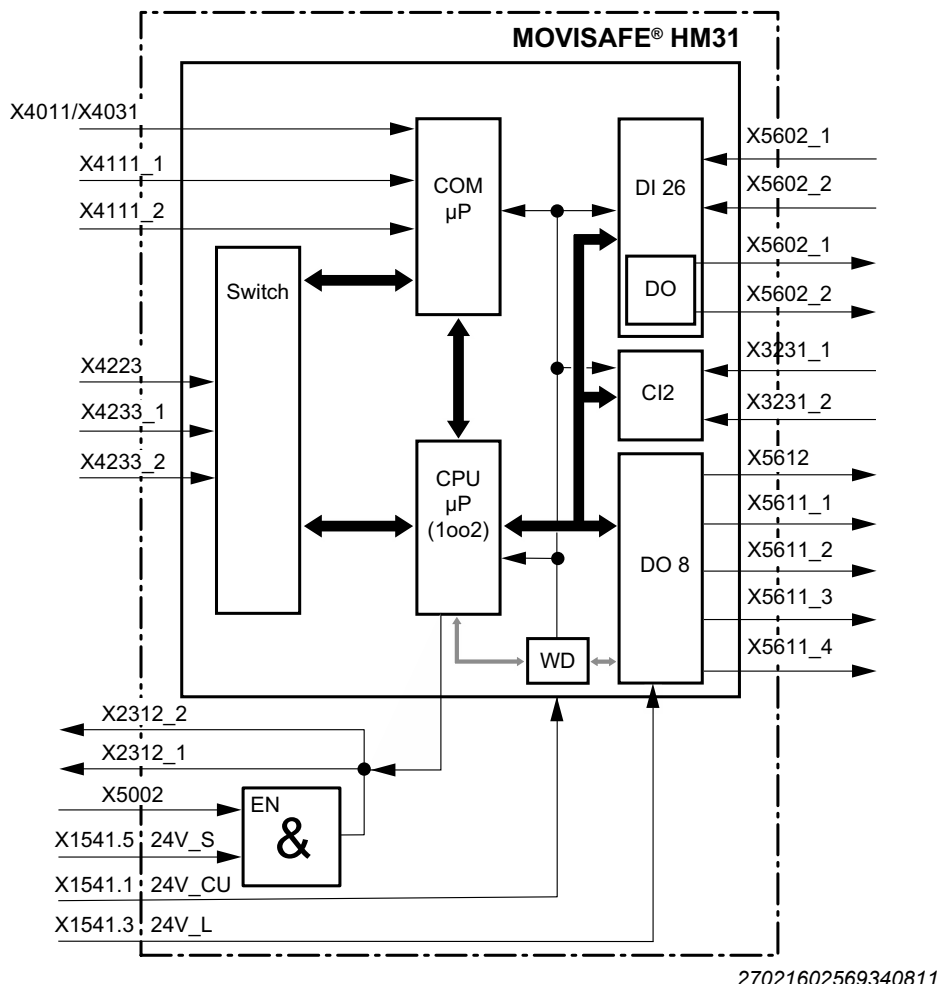 MOVISAFE® HM31
X4011/X4031
X4111_1
X4111_2
COM
µP
Switch
X4223
X4233_1
X4233_2
CPU
µP
(1oo2)
DI 26
DO
CI2
DO 8
WD
X5602_1
X5602_2
X5602_1
X5602_2
X3231_1
X3231_2
X5612
X5611_1
X5611_2
X5611_3
X5611_4
X2312_2
X2312_1
X5002
EN
&
X1541.5 24V_S
X1541.1 24V_CU
X1541.3 24V_L
27021602569340811